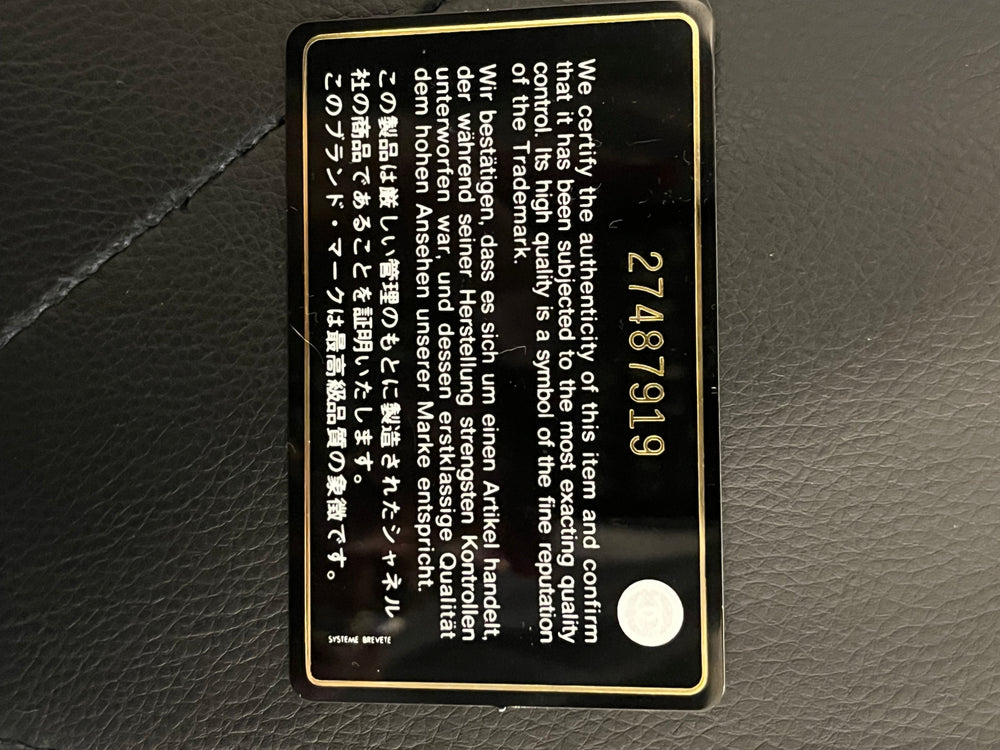 27487919
We certify the authenticity of this item and confirm
that it has been subjected to the most exacting quality
control. Its high quality is a symbol of the fine reputation
of the Trademark.
Wir bestätigen, dass es sich um einen Artikel handelt,
der während seiner Herstellung strengsten Kontrollen
unterworfen war, und dessen erstklassige Qualität
dem hohen Ansehen unserer Marke entspricht.
この製品は厳しい管理のもとに製造されたシャネル
社の商品であることを証明いたします。
このブランド・マークは最高級品質の象徴です。
SYSTEME BREVETE